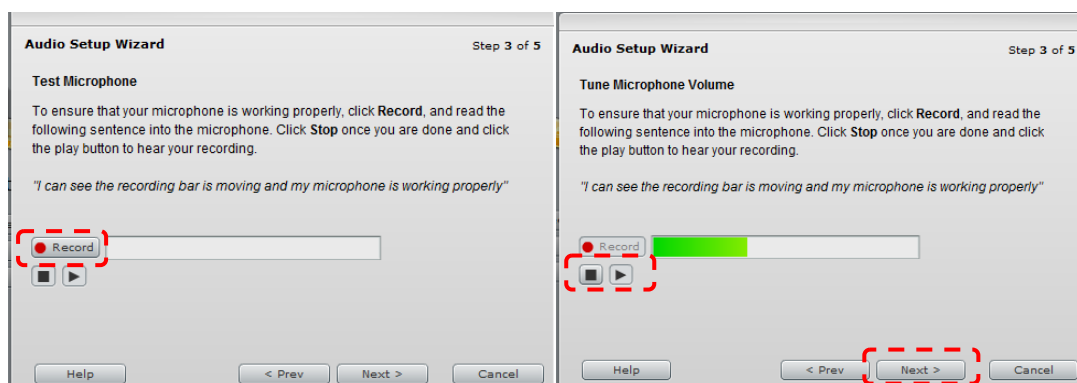 Audio Setup Wizard
Step 3 of 5
Test Microphone
To ensure that your microphone is working properly, click Record, and read the
following sentence into the microphone. Click Stop once you are done and click
the play button to hear your recording.
"I can see the recording bar is moving and my microphone is working properly"
Record
Help
< Prev
Next >
Cancel
Audio Setup Wizard
Step 3 of 5
Tune Microphone Volume
To ensure that your microphone is working properly, click Record, and read the
following sentence into the microphone. Click Stop once you are done and click
the play button to hear your recording.
"I can see the recording bar is moving and my microphone is working properly"
Record
Help
< Prev
Next >
Cancel